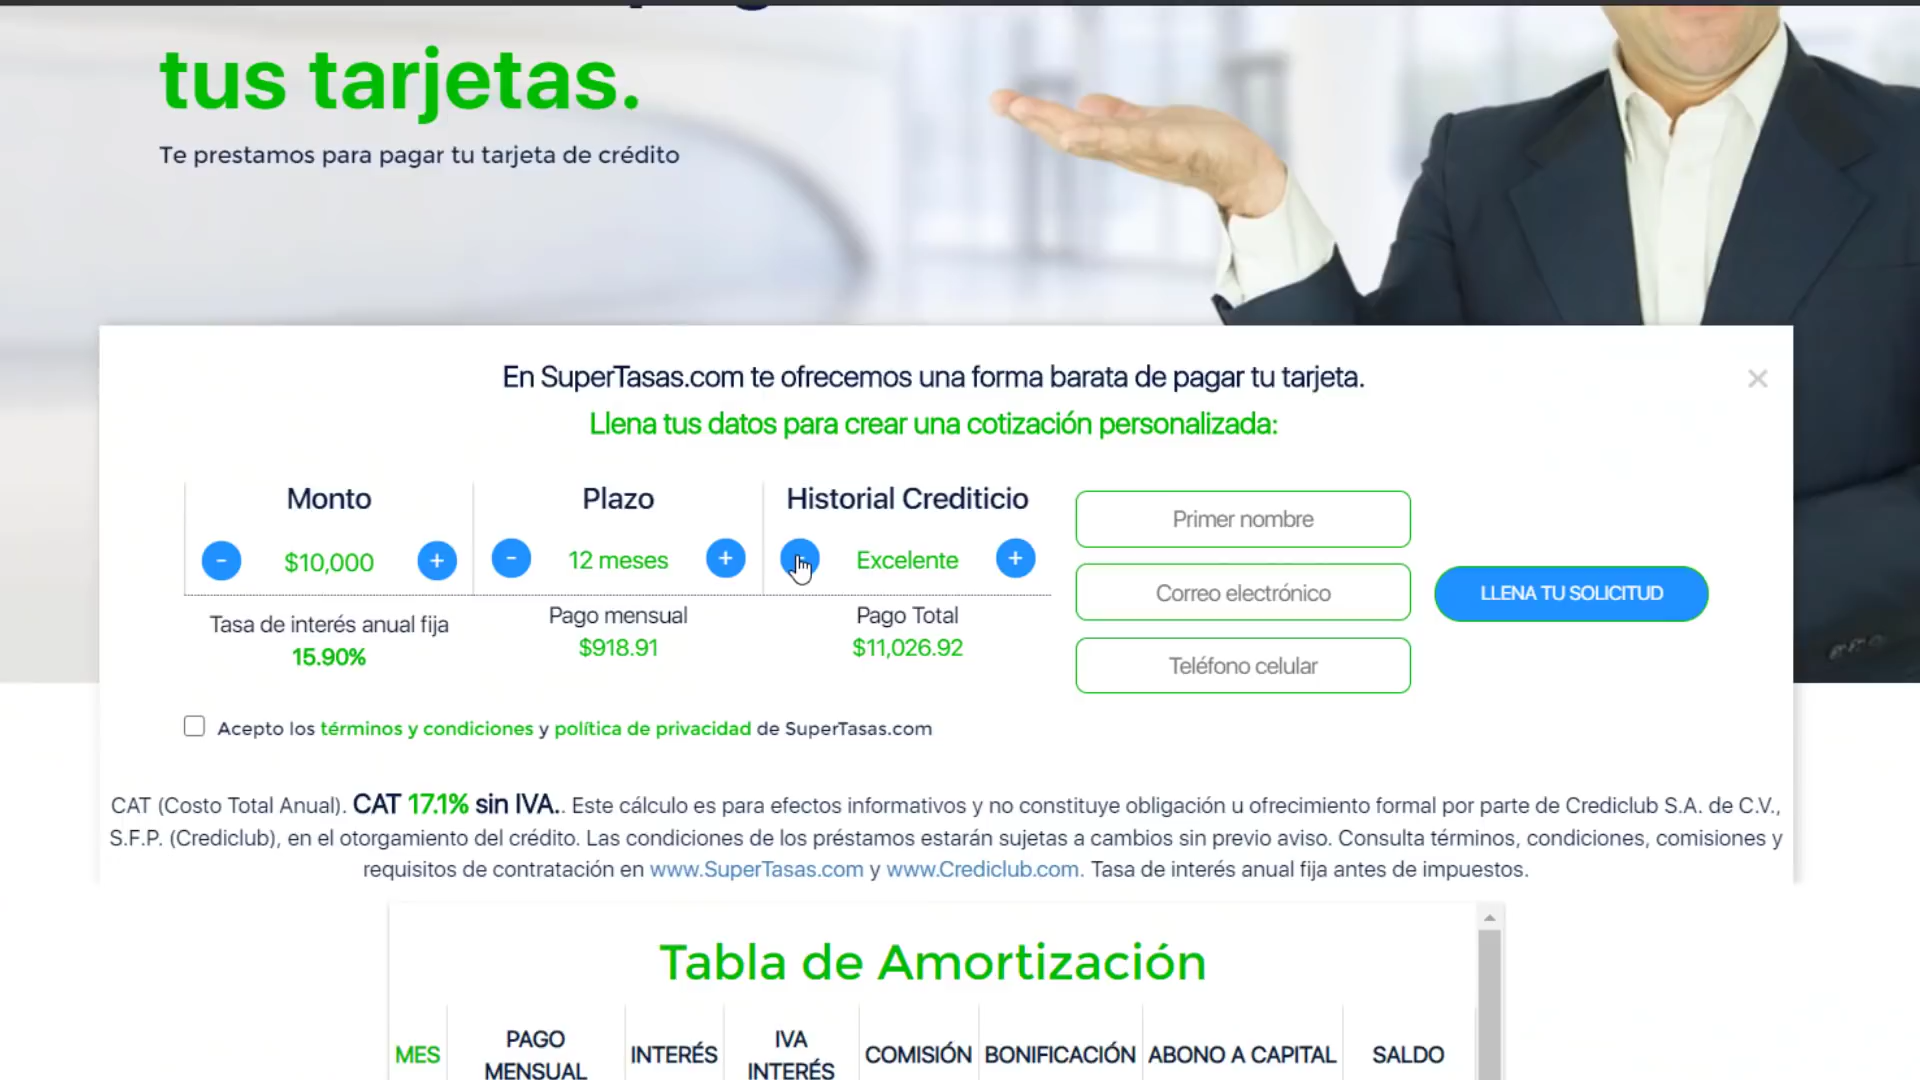 tus tarjetas.
Te prestamos para pagar tu tarjeta de crédito
En SuperTasas.com te ofrecemos una forma barata de pagar tu tarjeta.
×
Llena tus datos para crear una cotización personalizada:
Monto
- $10,000 +
Tasa de interés anual fija
15.90%
Plazo
- 12 meses +
Pago mensual
$918.91
Historial Crediticio
Excelente +
Pago Total
$11,026.92
Primer nombre
Correo electrónico
Teléfono celular
LLENA TU SOLICITUD
Acepto los términos y condiciones y política de privacidad de SuperTasas.com
CAT (Costo Total Anual). CAT 17.1% sin IVA.. Este cálculo es para efectos informativos y no constituye obligación u ofrecimiento formal por parte de Crediclub S.A. de C.V.,
S.F.P. (Crediclub), en el otorgamiento del crédito. Las condiciones de los préstamos estarán sujetas a cambios sin previo aviso. Consulta términos, condiciones, comisiones y
requisitos de contratación en www.SuperTasas.com y www.Crediclub.com. Tasa de interés anual fija antes de impuestos.
Tabla de Amortización
MES
PAGO
MENSUAL
INTERÉS
IVA
INTERÉS
COMISIÓN
BONIFICACIÓN
ABONO A CAPITAL
SALDO